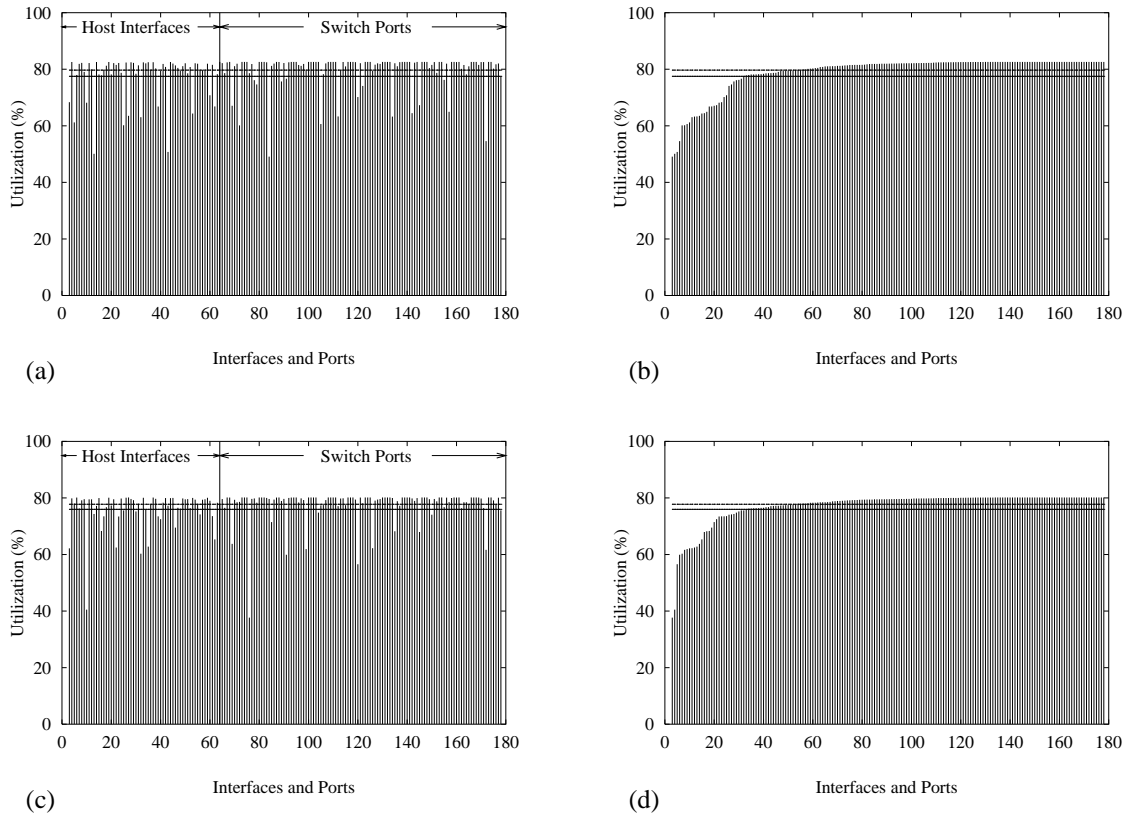 100
80
60
40
20
0
Utilization (%)
Host Interfaces
Switch Ports
0 20 40 60 80 100 120 140 160 180
Interfaces and Ports
(a)
100
80
60
40
20
0
Utilization (%)
0 20 40 60 80 100 120 140 160 180
Interfaces and Ports
(b)
100
80
60
40
20
0
Utilization (%)
Host Interfaces
Switch Ports
0 20 40 60 80 100 120 140 160 180
Interfaces and Ports
(c)
100
80
60
40
20
0
Utilization (%)
0 20 40 60 80 100 120 140 160 180
Interfaces and Ports
(d)